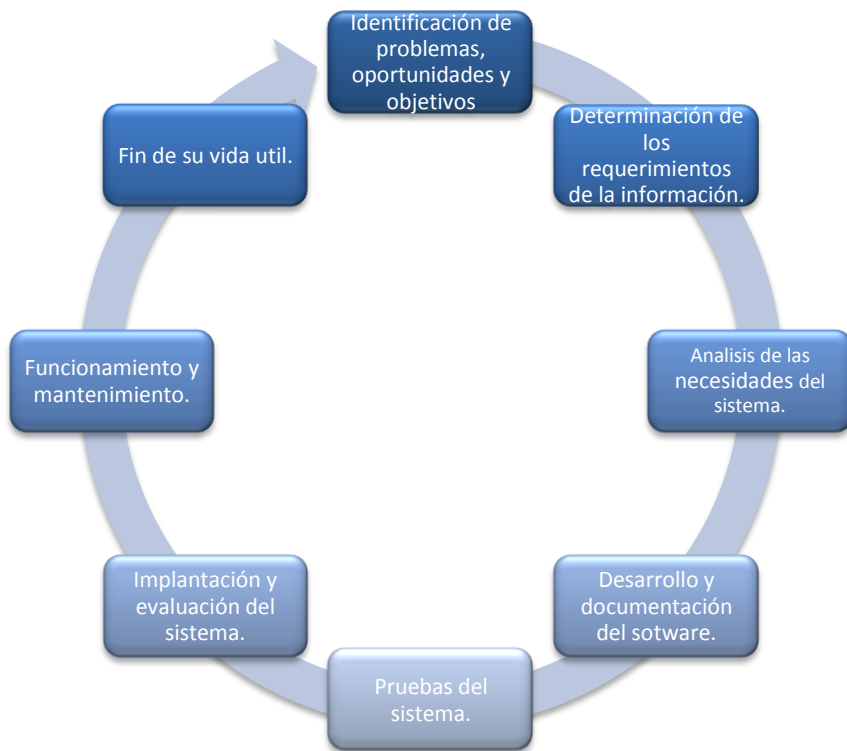 Identificación de
problemas,
oportunidades y
objetivos
Determinación de
los
requerimientos
de la información.
Analisis de las
necesidades del
sistema.
Desarrollo y
documentación
del sotware.
Pruebas del
sistema.
Implantación y
evaluación del
sistema.
Funcionamiento y
mantenimiento.
Fin de su vida util.